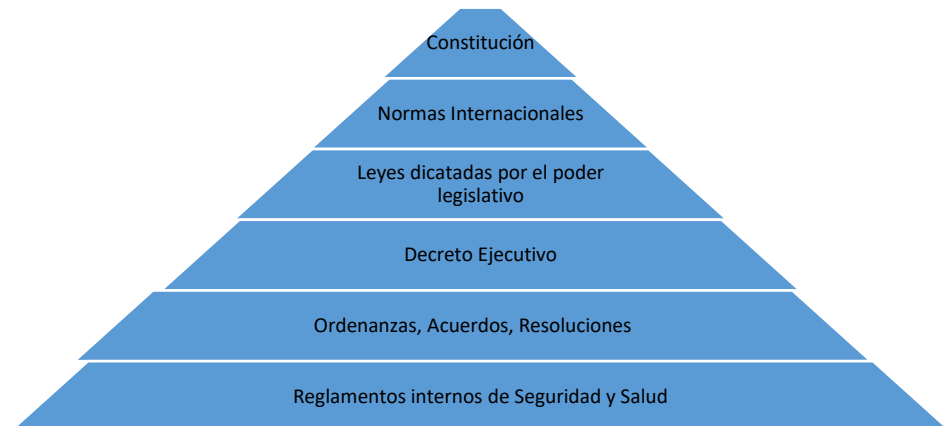 Constitución
Normas Internacionales
Leyes dicatadas por el poder
legislativo
Decreto Ejecutivo
Ordenanzas, Acuerdos, Resoluciones
Reglamentos internos de Seguridad y Salud